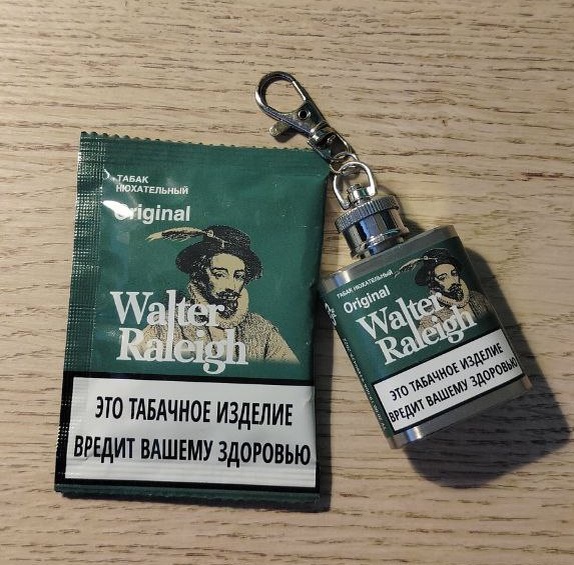 ТАБАК
НЮХАТЕЛЬНЫЙ
Original
Walter
Raleigh
ЭТО ТАБАЧНОЕ ИЗДЕЛИЕ
ВРЕДИТ ВАШЕМУ ЗДОРОВЬЮ
ТАБАК НЮХАТЕЛЬНЫЙ
Original
Walter
Raleigh
ЭТО ТАБАЧНОЕ ИЗДЕЛИЕ
ВРЕДИТ ВАШЕМУ ЗДОРОВЬЮ